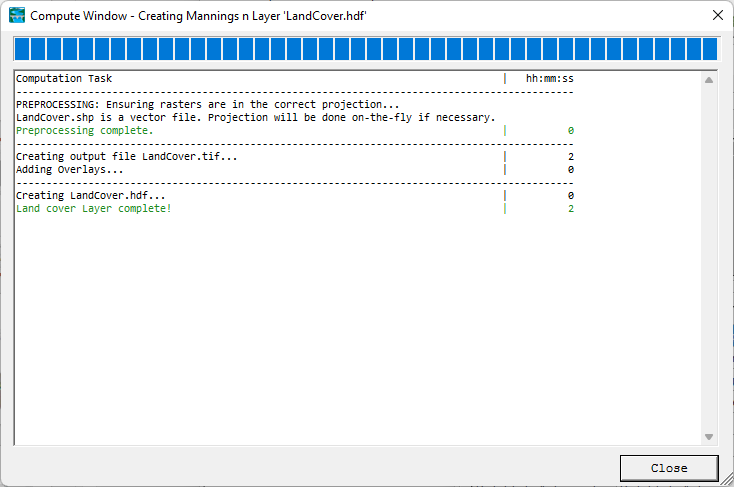 Compute Window - Creating Mannings n Layer 'LandCover.hdf'
Computation Task | hh:mm:ss
PREPROCESSING: Ensuring rasters are in the correct projection...
LandCover.shp is a vector file. Projection will be done on-the-fly if necessary.
Preprocessing complete. | 0
Creating output file LandCover.tif... | 2
Adding Overlays... | 0
Creating LandCover.hdf... | 0
Land cover Layer complete! | 2
Close